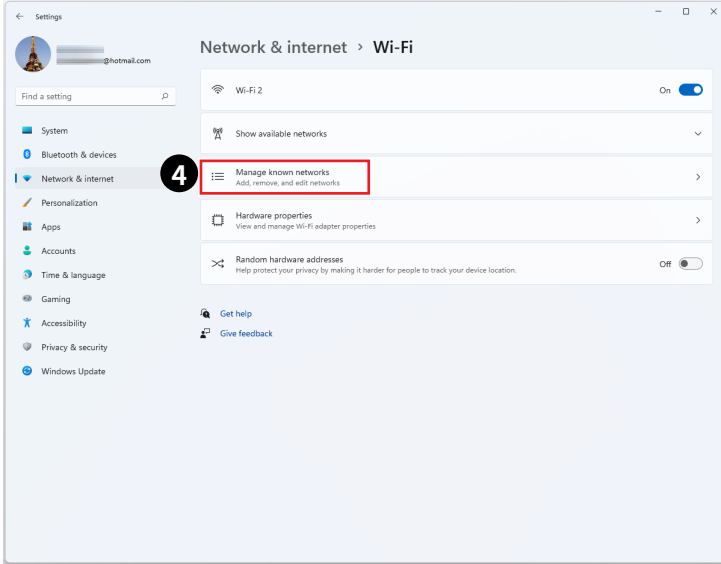 Settings
@hotmail.com
Find a setting
System
Bluetooth & devices
Network & internet
Personalization
Apps
Accounts
Time & language
Gaming
Accessibility
Privacy & security
Windows Update
Network & internet > Wi-Fi
Wi-Fi 2
On
Show available networks
4
Manage known networks
Add, remove, and edit networks
Hardware properties
View and manage Wi-Fi adapter properties
Random hardware addresses
Help protect your privacy by making it harder for people to track your device location.
Off
Get help
Give feedback